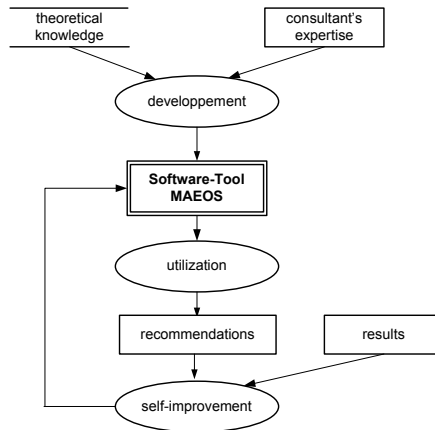 theoretical
knowledge
consultant's
expertise
developpement
Software-Tool
MAEOS
utilization
recommendations
results
self-improvement